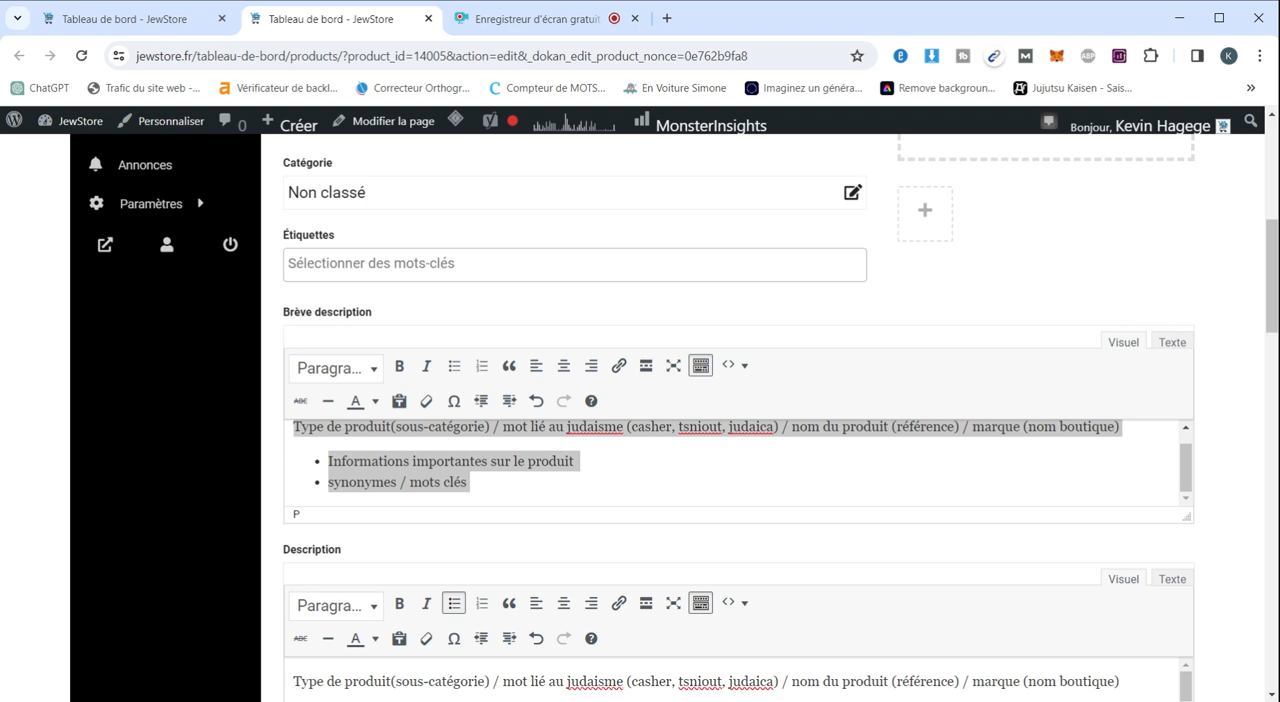 Tableau de bord - JewStore
Tableau de bord - JewStore
Enregistreur d'écran gratuit
jewstore.fr/tableau-de-bord/products/?product_id=14005&action=edit&_dokan_edit_product_nonce=0e762b9fa8
K
ChatGPT
Trafic du site web '-...
Vérificateur de backl...
Correcteur Orthogr...
Compteur de MOTS...
En Voiture Simone
Imaginez un généra...
Remove backgroun...
Jujutsu Kaisen - Sais...
JewStore
Personnaliser
0
Créer
Modifier la page
MonsterInsights
Bonjour, Kevin Hagege
Annonces
Paramètres
Catégorie
Non classé
Étiquettes
Sélectionner des mots-clés
Brève description
Visuel
Texte
Paragra...
B I
ABC A
Type de produit(sous-catégorie) / mot lié au judaisme (casher, tsniout, judaica) / nom du produit (référence) / marque (nom boutique)
• Informations importantes sur le produit
• synonymes / mots clés
P
Description
Visuel
Texte
Paragra...
B I
ABC A
Type de produit(sous-catégorie) / mot lié au judaisme (casher, tsniout, judaica) / nom du produit (référence) / marque (nom boutique)